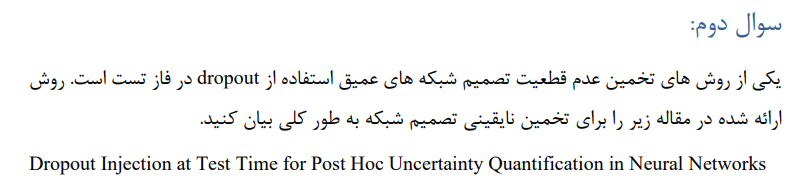 سوال دوم:
یکی از روش های تخمین عدم قطعیت تصمیم شبکه های عمیق استفاده از dropout در فاز تست است. روش
ارائه شده در مقاله زیر را برای تخمین نایقینی تصمیم شبکه به طور کلی بیان کنید.
Dropout Injection at Test Time for Post Hoc Uncertainty Quantification in Neural Networks